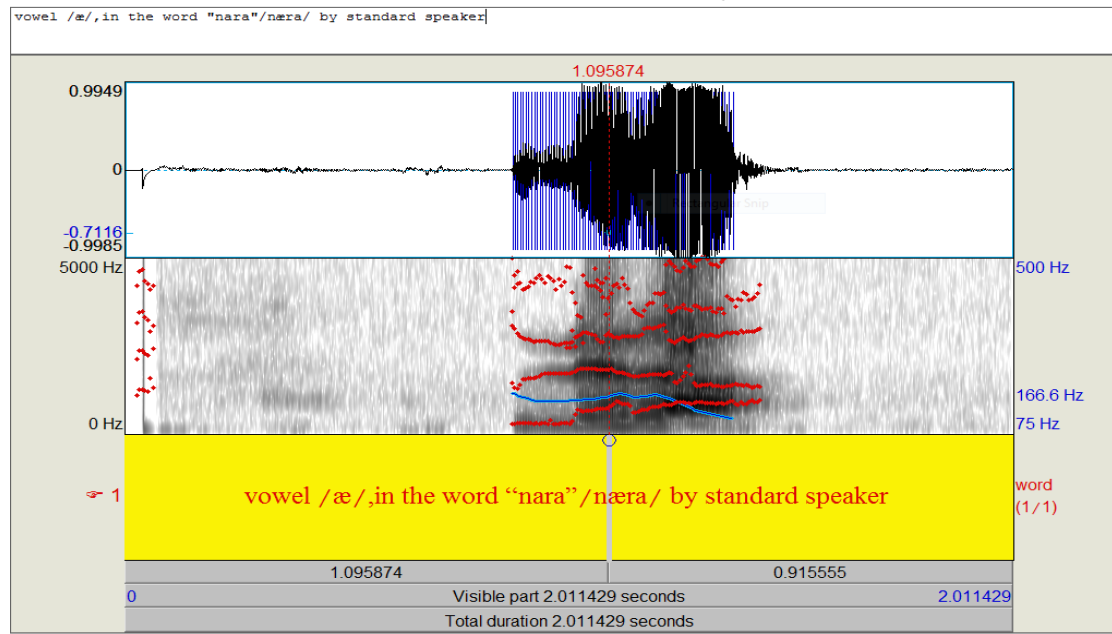 vowel /æ/,in the word "nara"/næra/ by standard speaker
1.095874
0.9949
0
-0.7116
-0.9985
Rectangular Snip
5000 Hz
500 Hz
166.6 Hz
0 Hz
75 Hz
☞ 1
vowel /æ/,in the word “nara”/næra/ by standard speaker
word
(1/1)
1.095874
0.915555
0
Visible part 2.011429 seconds
2.011429
Total duration 2.011429 seconds